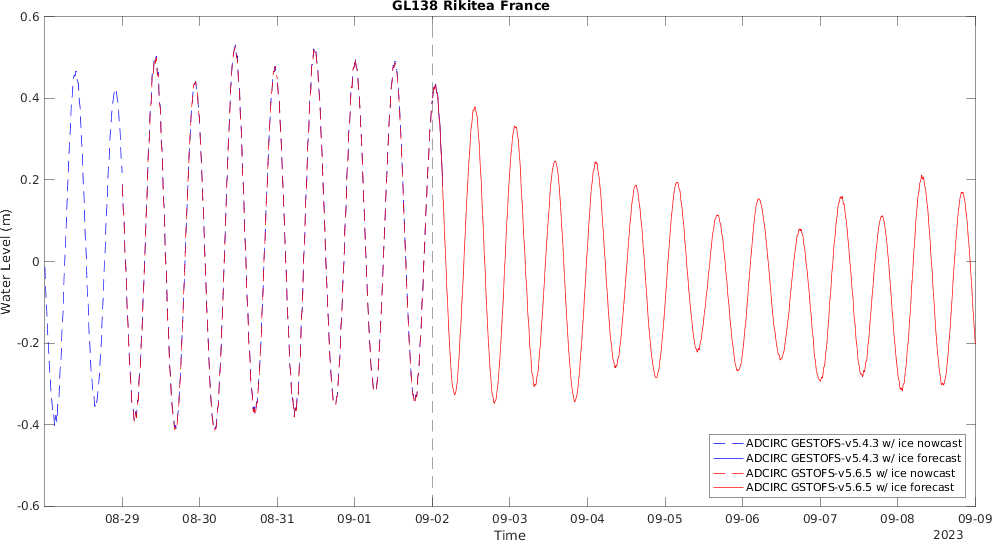 GL138 Rikitea France
0.6
0.4
0.2
0
-0.2
-0.4
-0.6
Water Level (m)
ADCIRC GESTOFS-v5.4.3 w/ ice nowcast
ADCIRC GESTOFS-v5.4.3 w/ ice forecast
ADCIRC GSTOFS-v5.6.5 w/ ice nowcast
ADCIRC GSTOFS-v5.6.5 w/ ice forecast
08-29 08-30 08-31 09-01 09-02 09-03 09-04 09-05 09-06 09-07 09-08 09-09
Time
2023